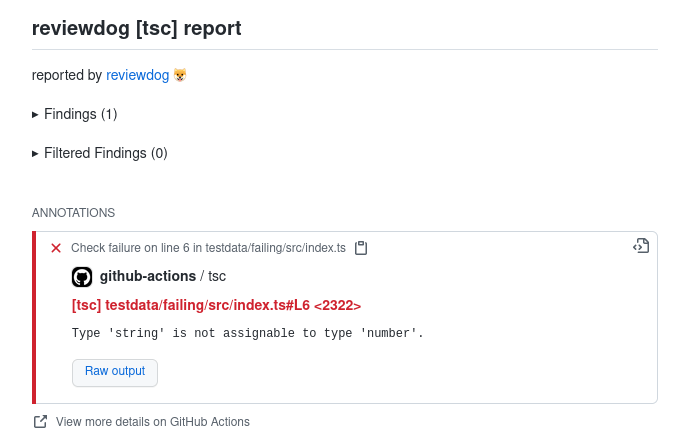 reviewdog [tsc] report
reported by reviewdog 🐶
▸ Findings (1)
▸ Filtered Findings (0)
ANNOTATIONS
Check failure on line 6 in testdata/failing/src/index.ts
github-actions / tsc
[tsc] testdata/failing/src/index.ts#L6 <2322>
Type 'string' is not assignable to type 'number'.
Raw output
View more details on GitHub Actions